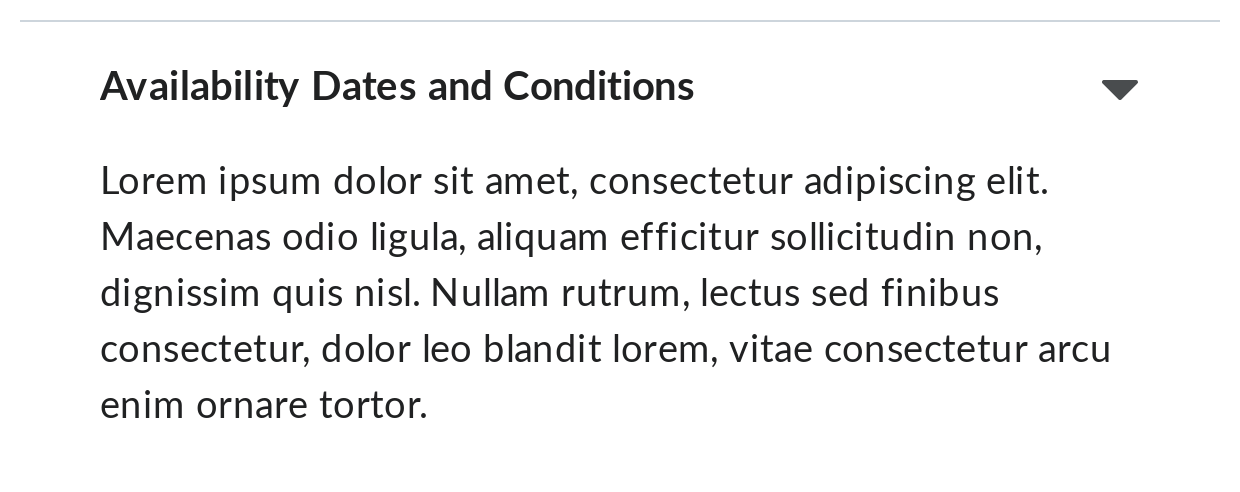 Availability Dates and Conditions
Lorem ipsum dolor sit amet, consectetur adipiscing elit.
Maecenas odio ligula, aliquam efficitur sollicitudin non,
dignissim quis nisl. Nullam rutrum, lectus sed finibus
consectetur, dolor leo blandit lorem, vitae consectetur arcu
enim ornare tortor.